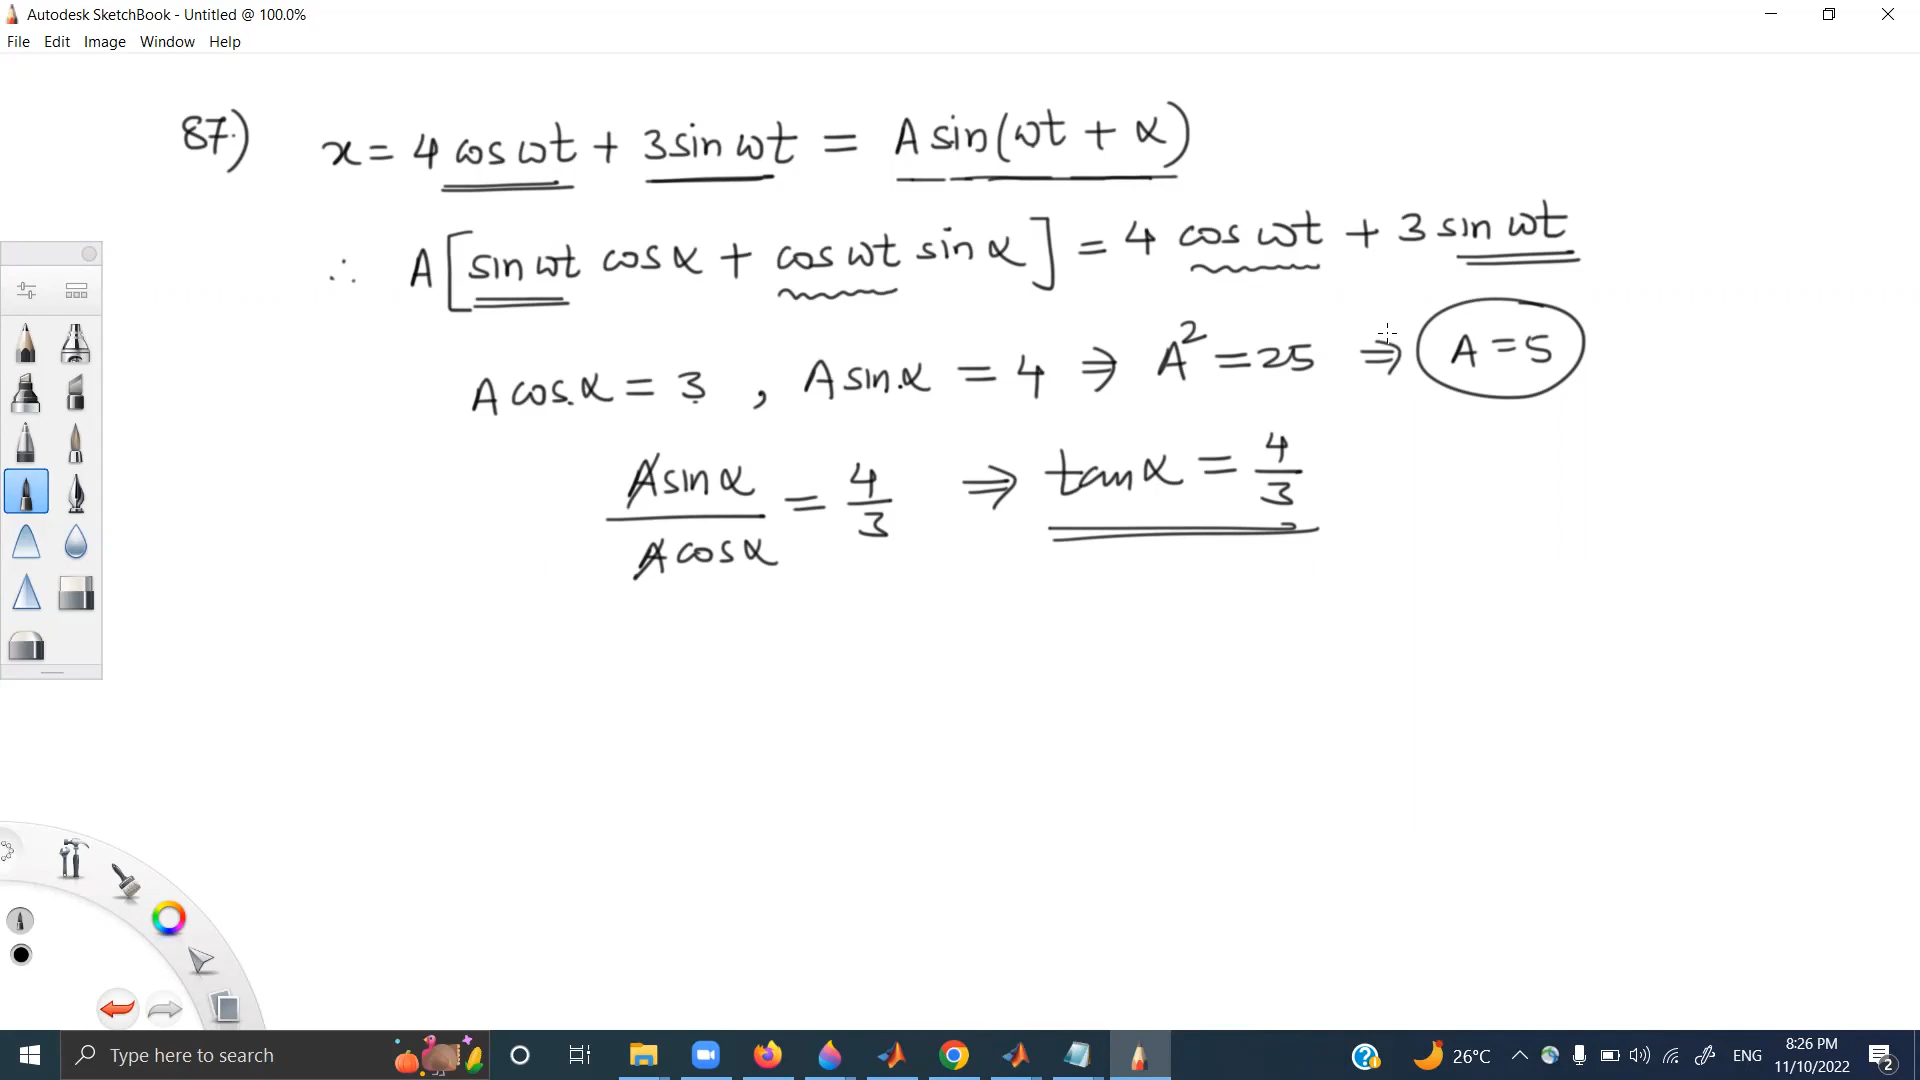 Autodesk SketchBook - Untitled @ 100.0%
File Edit Image Window Help
87.) x = 4 cos ωt + 3 sin ωt = A sin(ωt + α)
∴ A[sin ωt cos α + cos ωt sin α] = 4 cos ωt + 3 sin ωt
A cos α = 3 , A sin α = 4 ⇒ A² = 25 ⇒ A = 5
A sin α / A cos α = 4/3 ⇒ tan α = 4/3
Type here to search
26°C
ENG
8:26 PM
11/10/2022
2